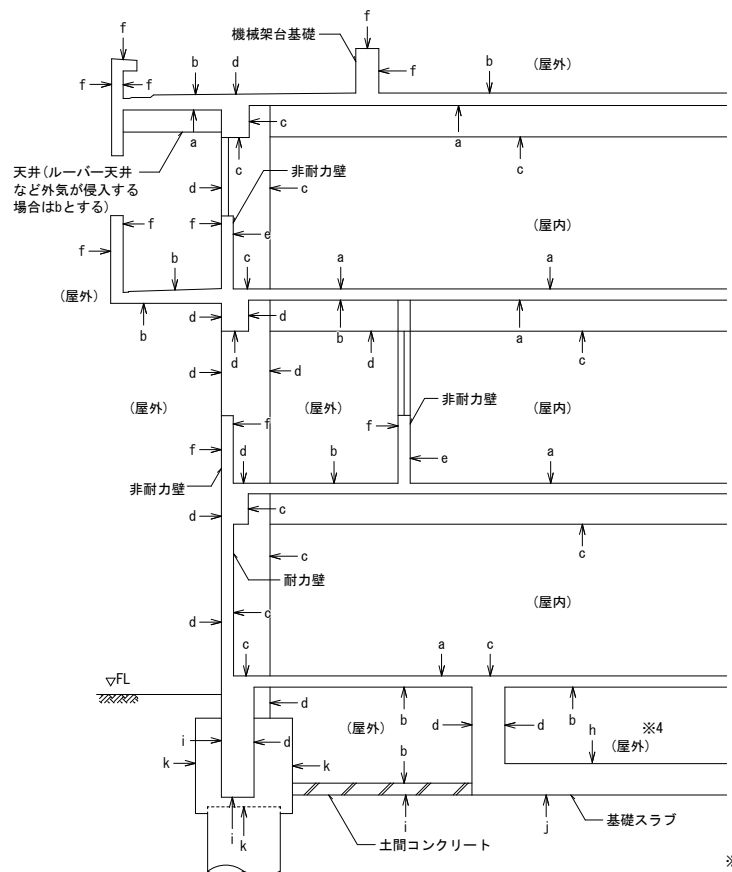 f
機械架台基礎
f
(屋外)
f
f
b
d
f
b
c
a
a
c
c
天井(ルーバー天井
など外気が侵入する
場合はbとする)
非耐力壁
d
c
f
f
e
(屋内)
f
b
c
a
a
(屋外)
d
d
b
b
a
d
d
c
d
d
(屋外)
(屋外)
非耐力壁
(屋内)
f
f
f
d
b
e
a
非耐力壁
d
c
c
c
耐力壁
(屋内)
d
c
c
a
c
▽FL
d
(屋外)
b
d
d
b
※4
i
d
h
(屋外)
k
k
b
i
k
i
j
基礎スラブ
土間コンクリート
※